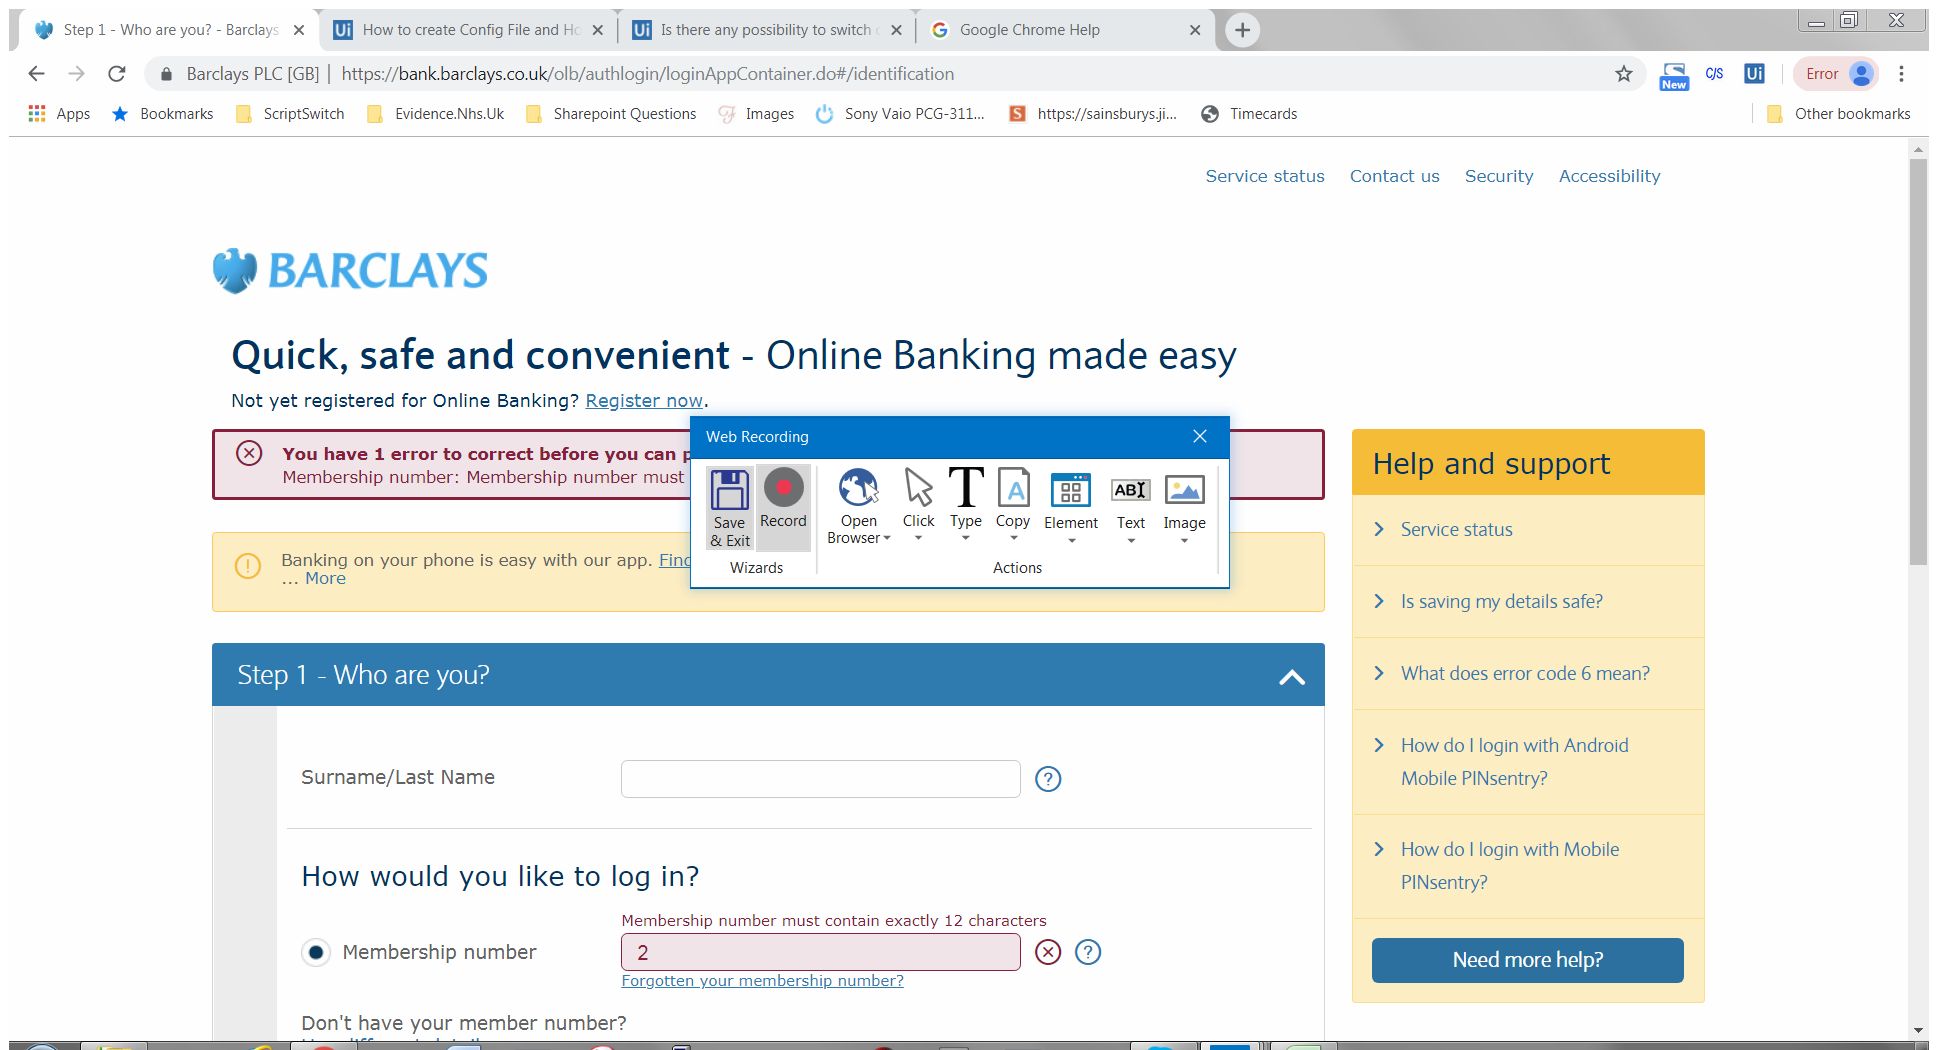 Step 1 - Who are you? - Barclays
How to create Config File and Ho
Is there any possibility to switch
Google Chrome Help
Barclays PLC [GB] | https://bank.barclays.co.uk/olb/authlogin/loginAppContainer.do#/identification
New
C/S
Ui
Error
Apps
Bookmarks
ScriptSwitch
Evidence.Nhs.Uk
Sharepoint Questions
Images
Sony Vaio PCG-311...
https://sainsburys.ji...
Timecards
Other bookmarks
Service status
Contact us
Security
Accessibility
BARCLAYS
Quick, safe and convenient - Online Banking made easy
Not yet registered for Online Banking? Register now.
You have 1 error to correct before you can p
Membership number: Membership number must
Web Recording
Save & Exit
Record
Open Browser
Click
Type
Copy
Element
Text
Image
Wizards
Actions
Banking on your phone is easy with our app. Find
... More
Step 1 - Who are you?
Surname/Last Name
How would you like to log in?
Membership number must contain exactly 12 characters
Membership number
2
Forgotten your membership number?
Don't have your member number?
Help and support
Service status
Is saving my details safe?
What does error code 6 mean?
How do I login with Android
Mobile PINsentry?
How do I login with Mobile
PINsentry?
Need more help?